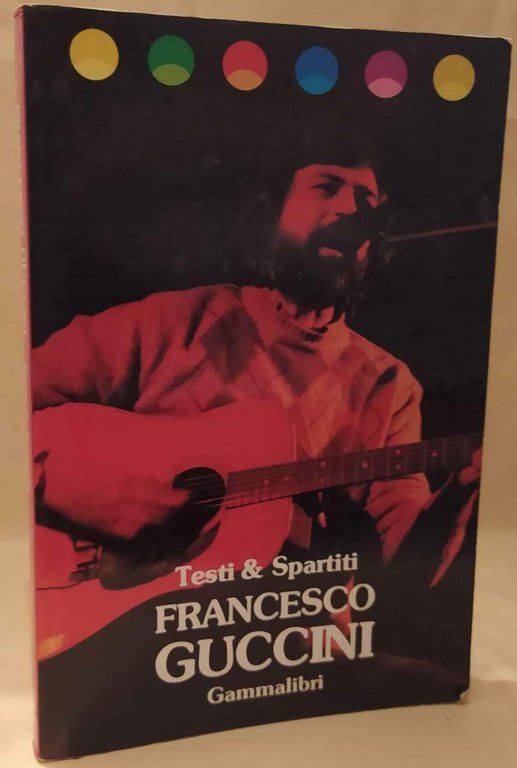 Testi & Spartiti
FRANCESCO
GUCCINI
Gammalibri